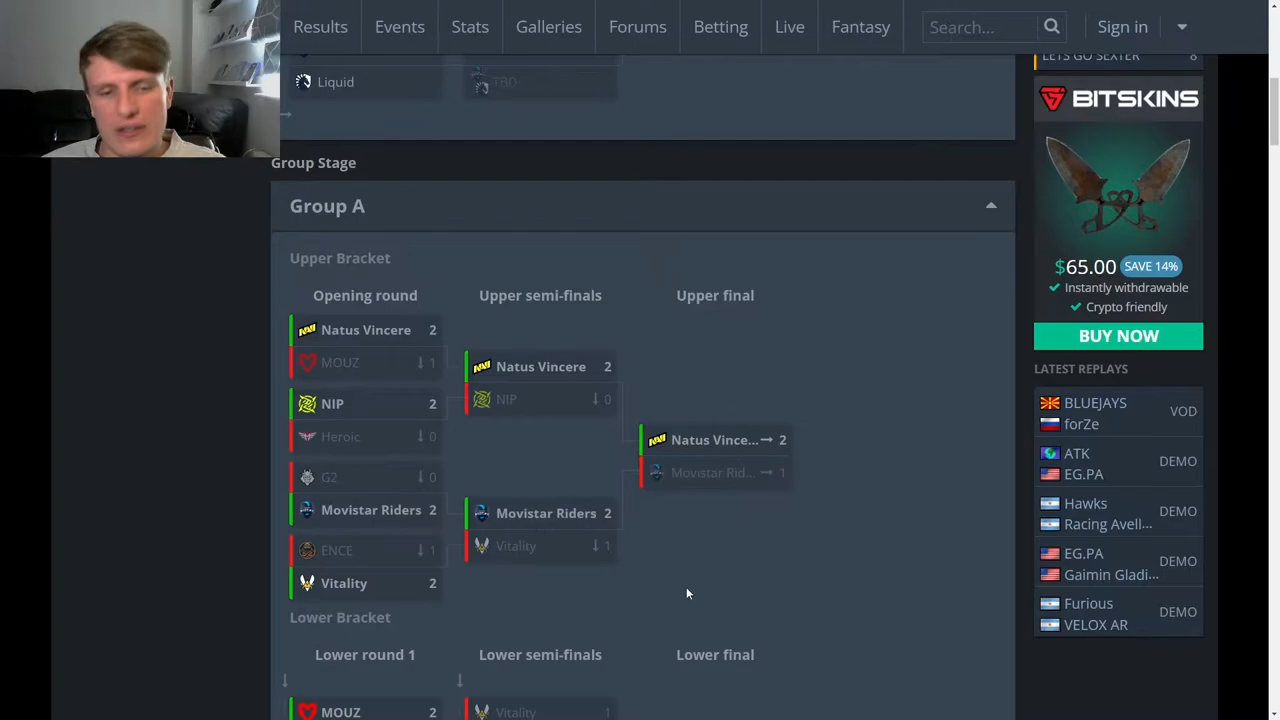 Results Events Stats Galleries Forums Betting Live Fantasy Search... Sign in
LETS GO SEXTER 8
Liquid TBD
BITSKINS
$65.00 SAVE 14%
Instantly withdrawable
Crypto friendly
BUY NOW
Group Stage
Group A
Upper Bracket
Opening round Upper semi-finals Upper final
Natus Vincere 2
MOUZ 1
NIP 2
Heroic 0
G2 0
Movistar Riders 2
ENCE 1
Vitality 2
Natus Vincere 2
NIP 0
Movistar Riders 2
Vitality 1
Natus Vince... 2
Movistar Rid... 1
Lower Bracket
Lower round 1 Lower semi-finals Lower final
MOUZ 2
Vitality 1
LATEST REPLAYS
BLUEJAYS
forZe
VOD
ATK
EG.PA
DEMO
Hawks
Racing Avell...
DEMO
EG.PA
Gaimin Gladi...
DEMO
Furious
VELOX AR
DEMO